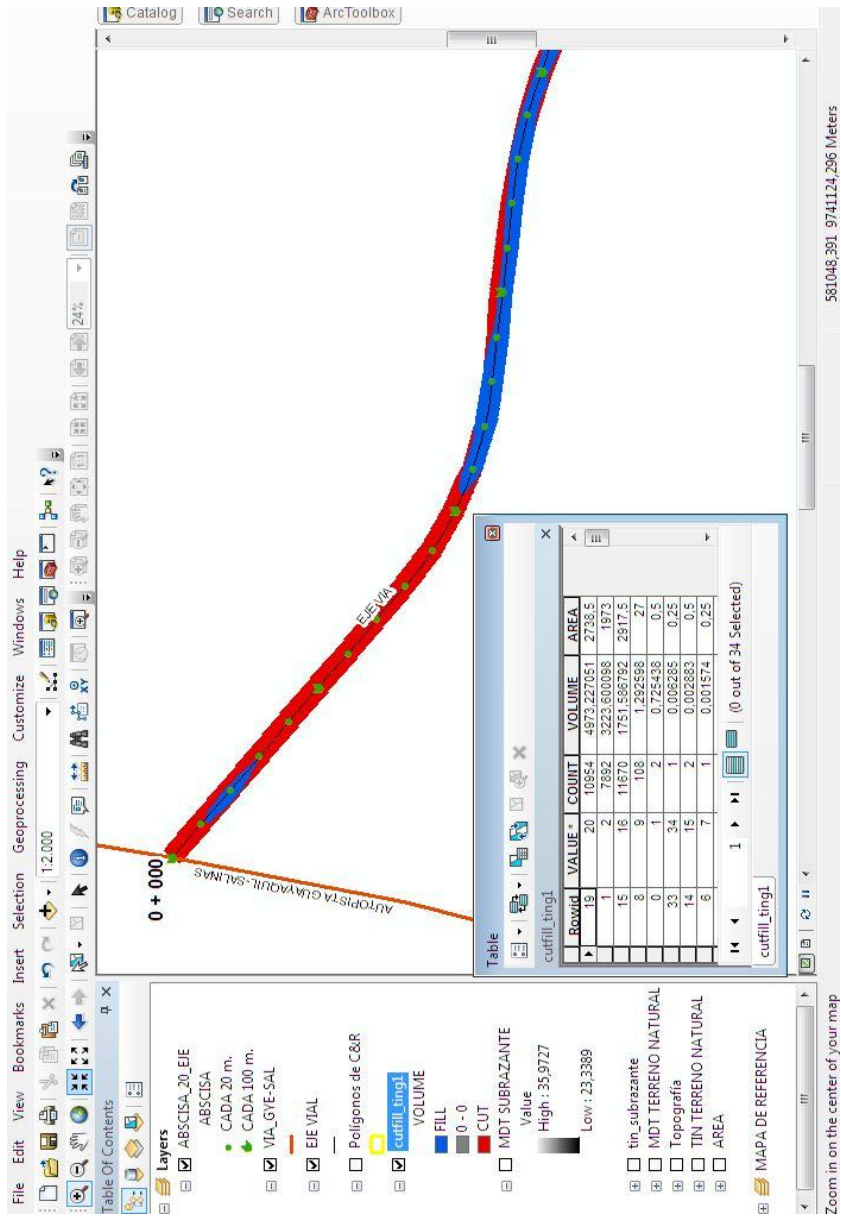 File Edit View Bookmarks Insert Selection Geoprocessing Customize Windows Help
1:2.000
24%
Table Of Contents
Layers
ABSCISA_20_EJE
ABSCISA
CADA 20 m.
CADA 100 m.
VIA_GYE-SAL
EJE VIAL
Polígonos de C&R
cutfill_ting1
VOLUME
FILL
0 - 0
CUT
MDT SUBRAZANTE
Value
High : 35,9727
Low : 23,3389
tin_subrazante
MDT TERRENO NATURAL
Topografía
TIN TERRENO NATURAL
AREA
MAPA DE REFERENCIA
0 + 000
AUTOPISTA GUAYAQUIL-SALINAS
EJE VIA
Table
cutfill_ting1
Rowid VALUE * COUNT VOLUME AREA
19 20 10954 4973,227051 2738,5
1 2 7892 3223,600098 1973
15 16 11670 1751,586792 2917,5
8 9 108 1,292598 27
0 1 2 0,725438 0,5
33 34 1 0,006285 0,25
14 15 2 0,002883 0,5
6 7 1 0,001574 0,25
1 (0 out of 34 Selected)
cutfill_ting1
Catalog
Search
ArcToolbox
Zoom in on the center of your map
581048,391 9741124,296 Meters